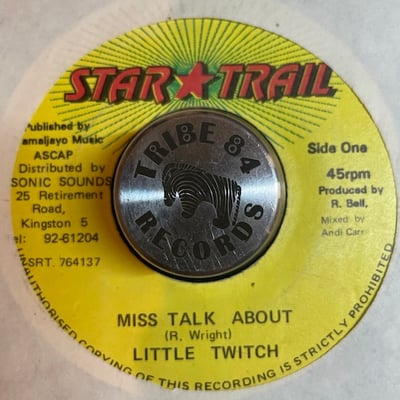 STAR★TRAIL
Published by
amaljayo Music
ASCAP
Distributed by
SONIC SOUNDS
25 Retirement
Road,
Kingston 5
el: 92-61204
SRT. 764137
TRIBE 84
RECORDS
Side One
45rpm
Produced by
R. Bell,
Mixed by
Andi Carr
MISS TALK ABOUT
(R. Wright)
LITTLE TWITCH
UNAUTHORISED COPYING OF THIS RECORDING IS STRICTLY PROHIBITED